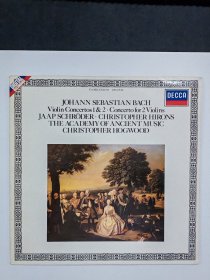 JOHANN SEBASTIAN BACH
DECCA
Violin Concertos 1 & 2 · Concerto for 2 Violins
JAAP SCHRÖDER · CHRISTOPHER HIRONS
THE ACADEMY OF ANCIENT MUSIC
CHRISTOPHER HOGWOOD